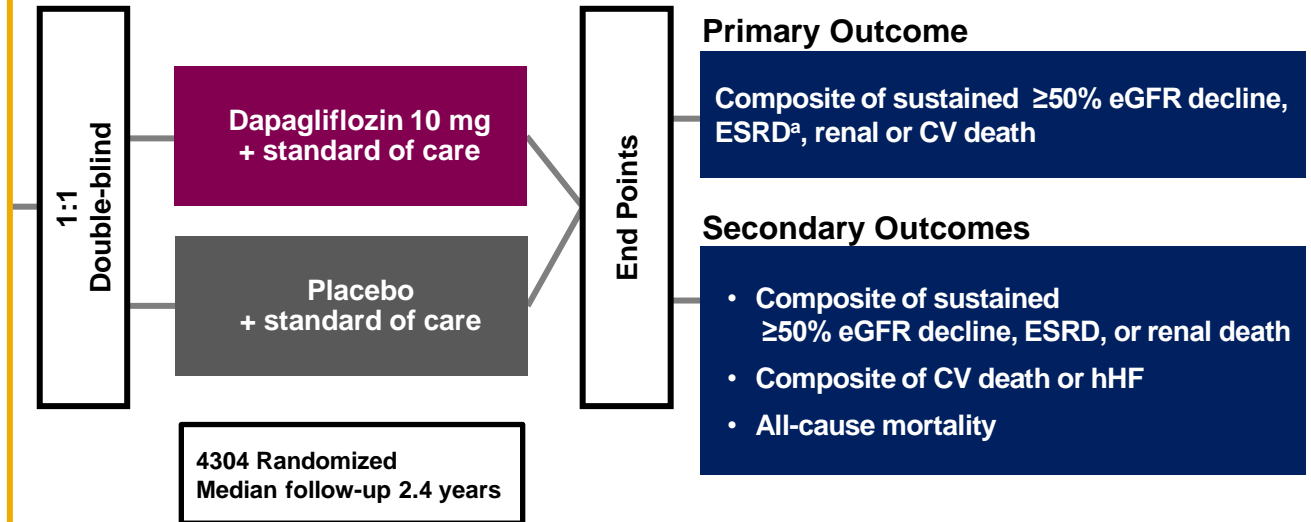 1:1
Double-blind
Dapagliflozin 10 mg
+ standard of care
Placebo
+ standard of care
4304 Randomized
Median follow-up 2.4 years
End Points
Primary Outcome
Composite of sustained ≥50% eGFR decline,
ESRDᵃ, renal or CV death
Secondary Outcomes
• Composite of sustained
≥50% eGFR decline, ESRD, or renal death
• Composite of CV death or hHF
• All-cause mortality